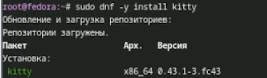 root@fedora:~# sudo dnf -y install kitty
Обновление и загрузка репозиториев:
Репозитории загружены.
Пакет Арх. Версия
Установка:
kitty x86_64 0.43.1-3.fc43